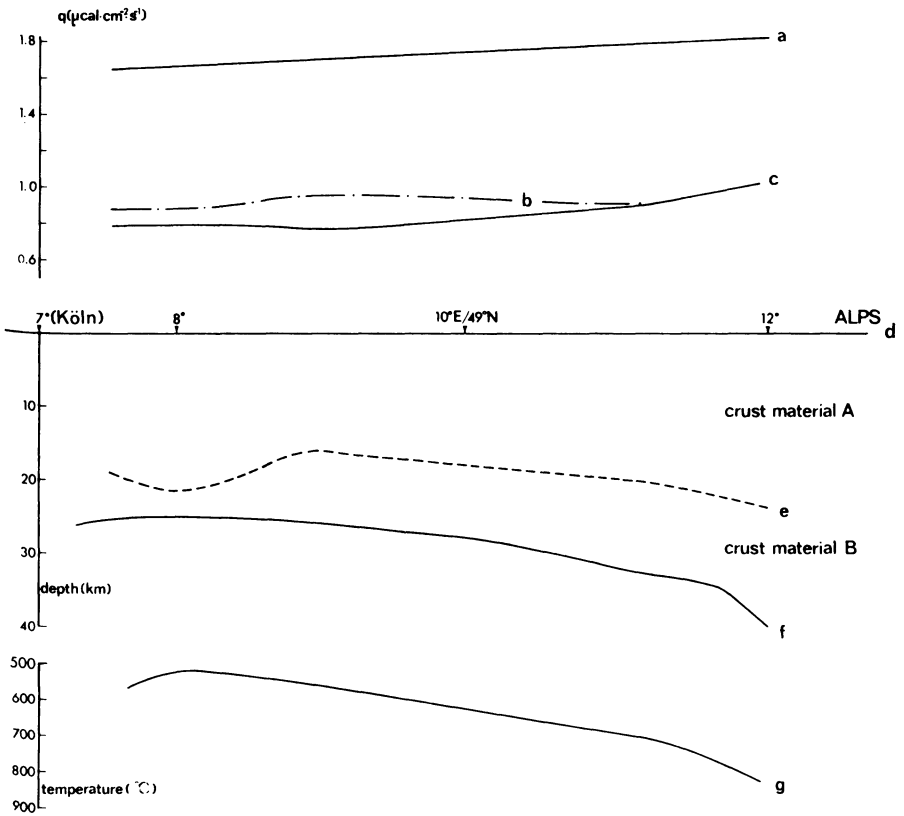 q(μcal·cm⁻²s⁻¹)
1.8
a
1.4
1.0
c
b
0.6
7°(Köln) 8° 10°E/49°N 12° ALPS
d
10
crust material A
20
e
30
crust material B
depth(km)
40
f
500
600
700
800
temperature(°C)
g
900